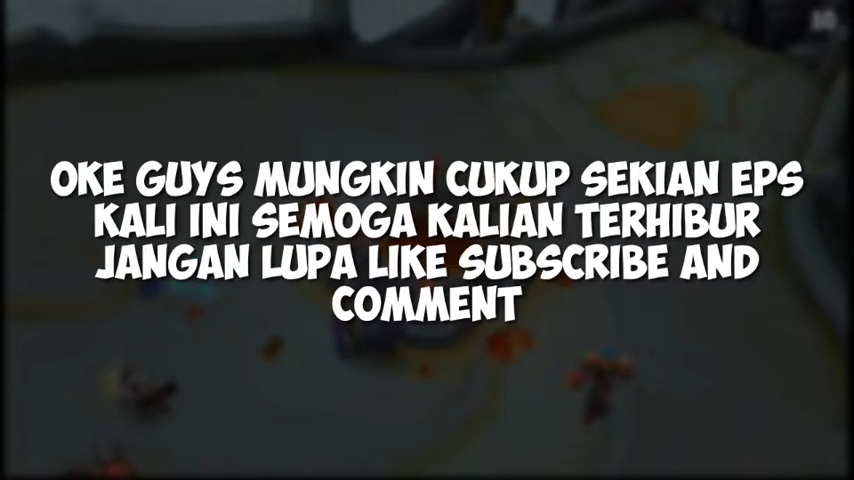 OKE GUYS MUNGKIN CUKUP SEKIAN EPS
KALI INI SEMOGA KALIAN TERHIBUR
JANGAN LUPA LIKE SUBSCRIBE AND
COMMENT